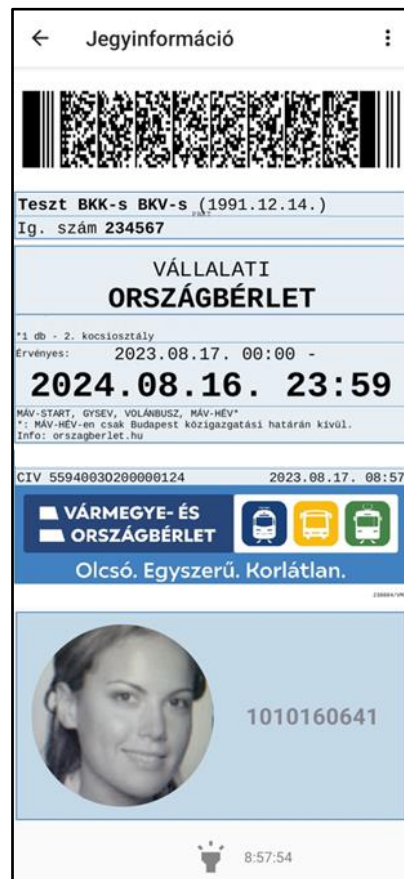 Jegyinformáció
Teszt BKK-s BKV-s (1991.12.14.)
Ig. szám 234567
VÁLLALATI
ORSZÁGBÉRLET
*1 db - 2. kocsiosztály
Érvényes: 2023.08.17. 00:00 -
2024.08.16. 23:59
MÁV-START, GYSEV, VOLÁNBUSZ, MÁV-HÉV*
*: MÁV-HÉV-en csak Budapest közigazgatási határán kívül.
Info: orszagberlet.hu
CIV 55940030200000124 2023.08.17. 08:57
VÁRMEGYE- ÉS
ORSZÁGBÉRLET
Olcsó. Egyszerű. Korlátlan.
1010160641
8:57:54